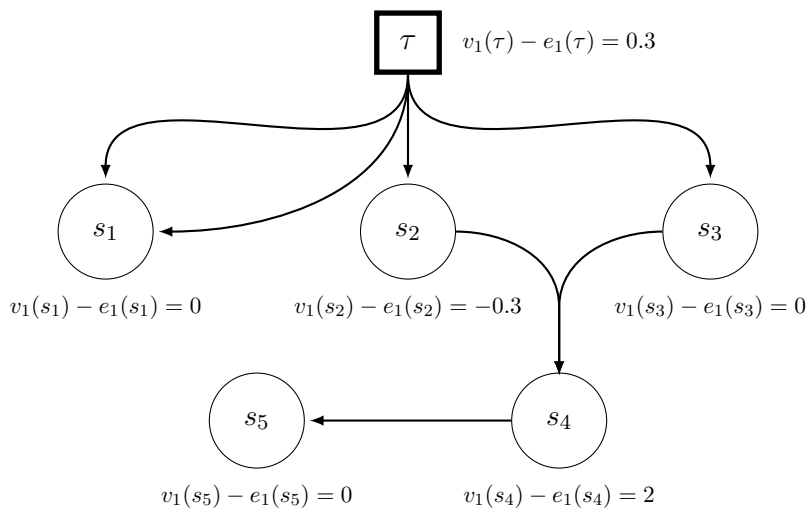 τ
v₁(τ) − e₁(τ) = 0.3
s₁
s₂
s₃
v₁(s₁) − e₁(s₁) = 0
v₁(s₂) − e₁(s₂) = −0.3
v₁(s₃) − e₁(s₃) = 0
s₅
s₄
v₁(s₅) − e₁(s₅) = 0
v₁(s₄) − e₁(s₄) = 2